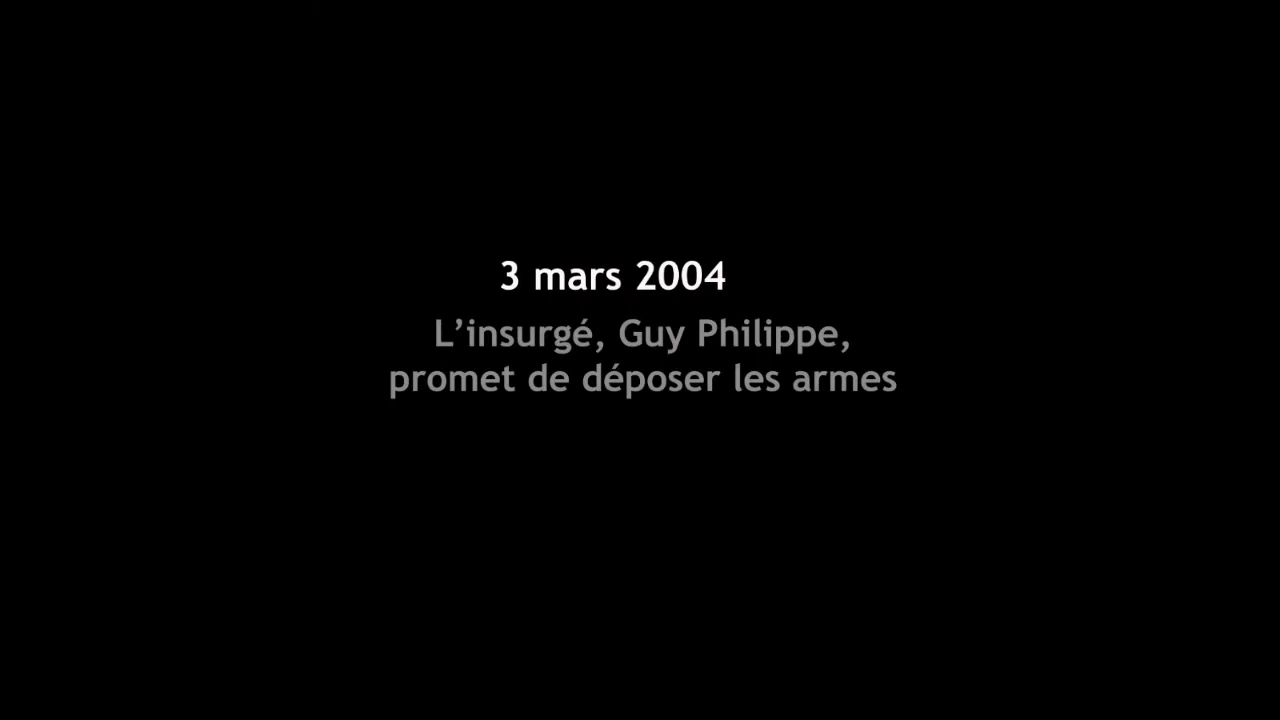 3 mars 2004
L’insurgé, Guy Philippe,
promet de déposer les armes